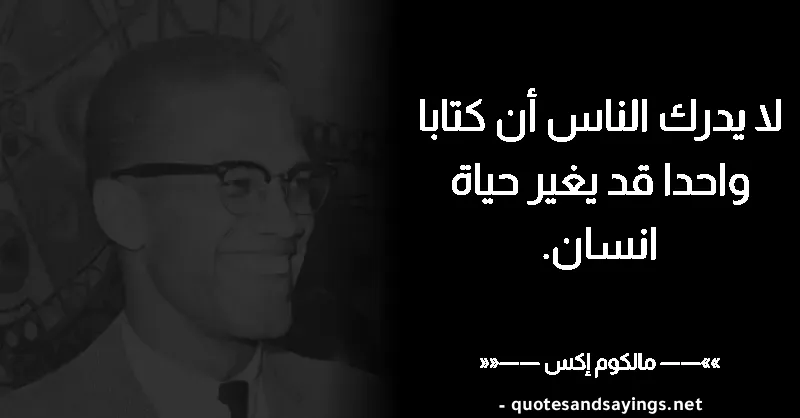 لا يدرك الناس أن كتابا
واحدا قد يغير حياة
انسان.
»»—— مالكوم إكس ——««
- quotesandsayings.net